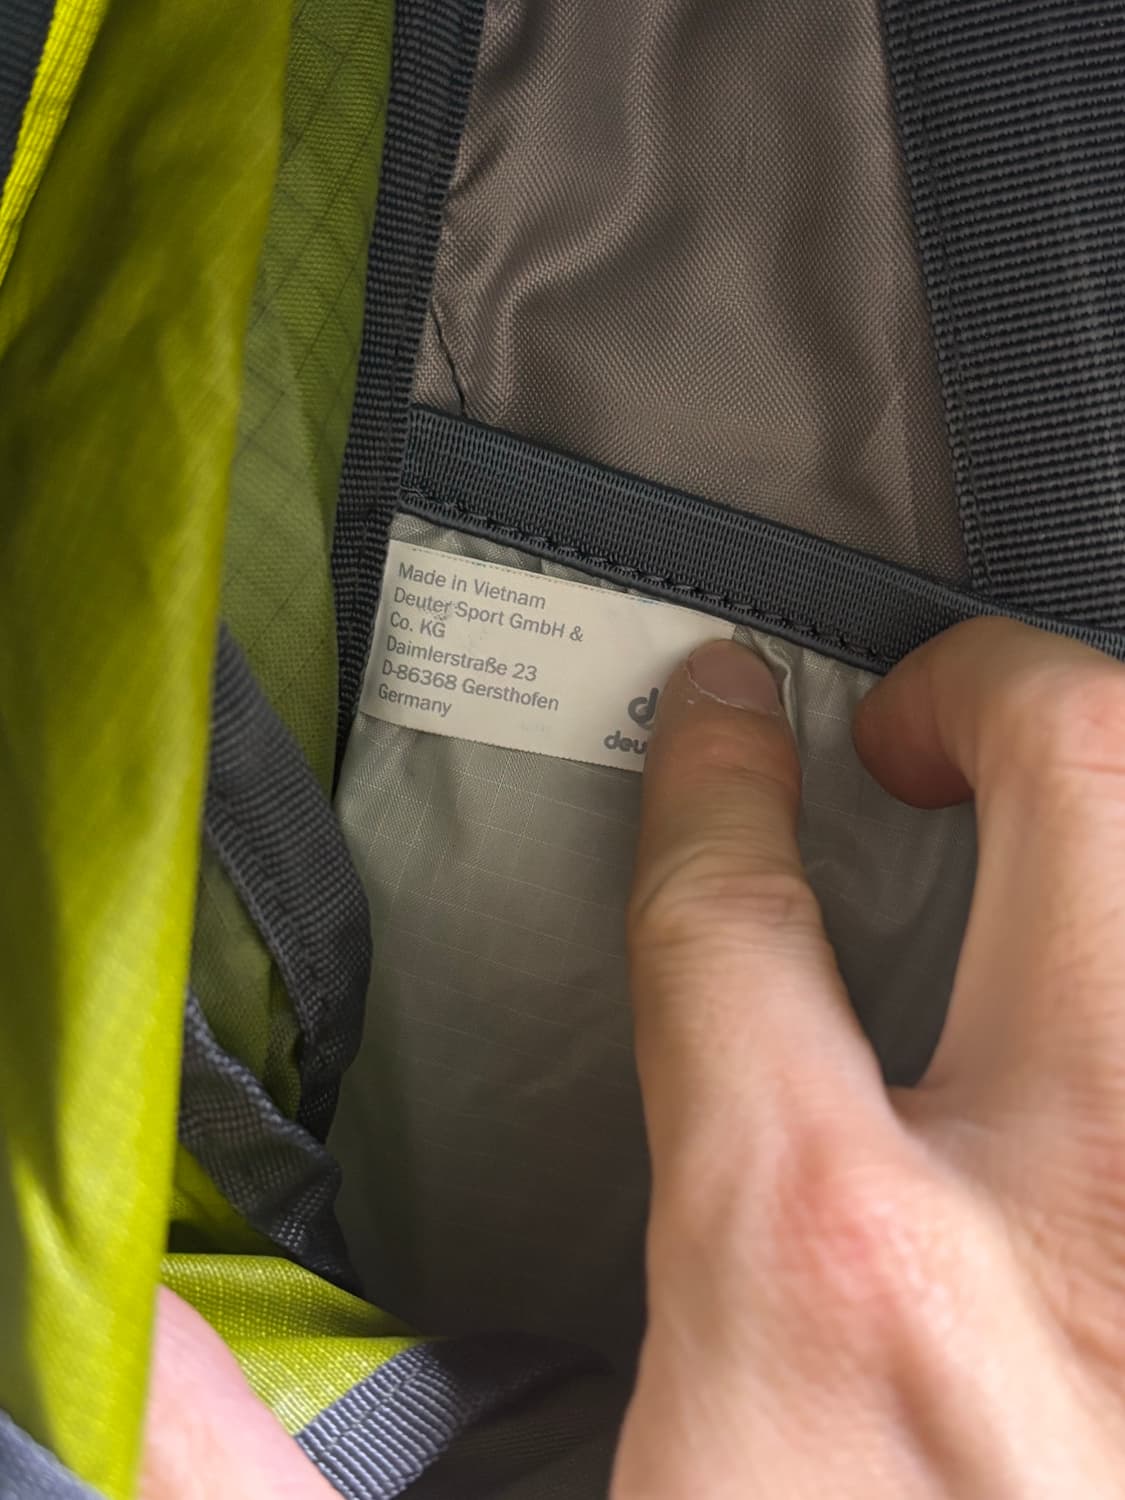 Made in Vietnam
Deuter Sport GmbH &
Co. KG
Daimlerstraße 23
D-86368 Gersthofen
Germany